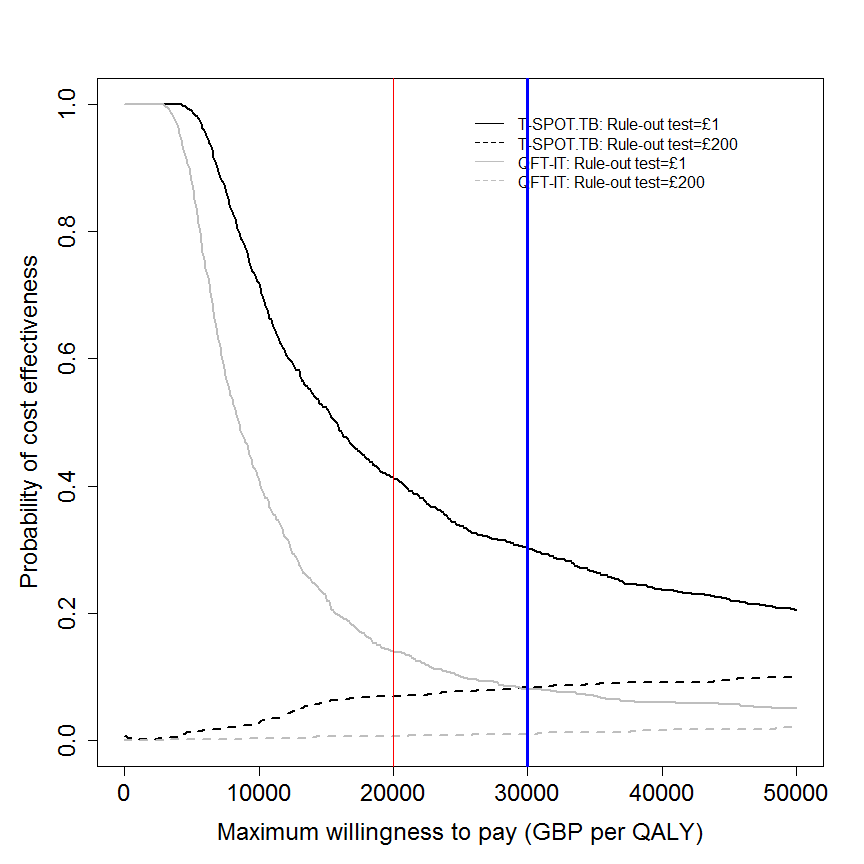 T-SPOT.TB: Rule-out test=£1
T-SPOT.TB: Rule-out test=£200
QFT-IT: Rule-out test=£1
QFT-IT: Rule-out test=£200
1.0
0.8
0.6
0.4
0.2
0.0
Probability of cost effectiveness
0 10000 20000 30000 40000 50000
Maximum willingness to pay (GBP per QALY)